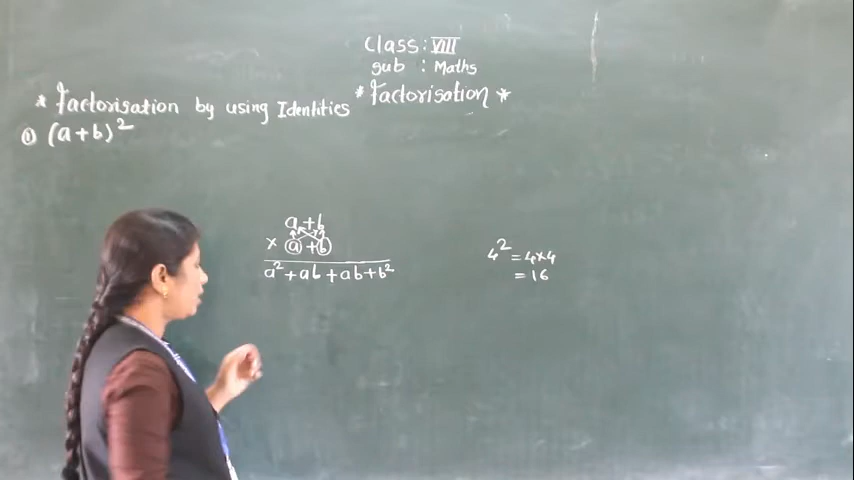 Class: VIII
Sub : Maths
* Factorisation *
* Factorisation by using Identities
① (a+b)²
a+b
× a+b
a²+ab+ab+b²
4² = 4×4
= 16